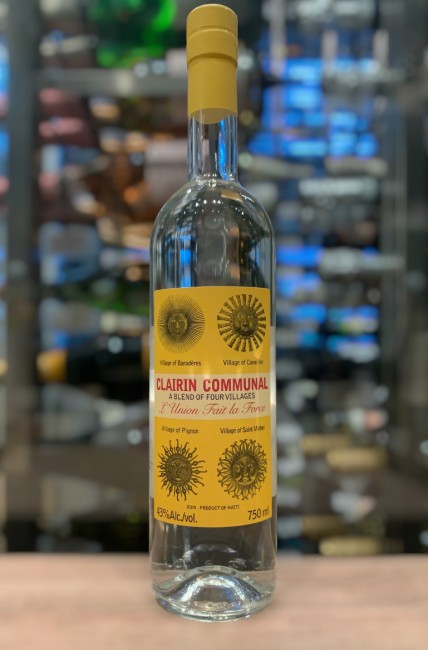 Village of Baradères Village of Cavaillon
CLAIRIN COMMUNAL
A BLEND OF FOUR VILLAGES
L'Union Fait la Force
Village of Pignon Village of Saint Michel
RUM - PRODUCT OF HAITI
43%Alc./vol. 750 ml